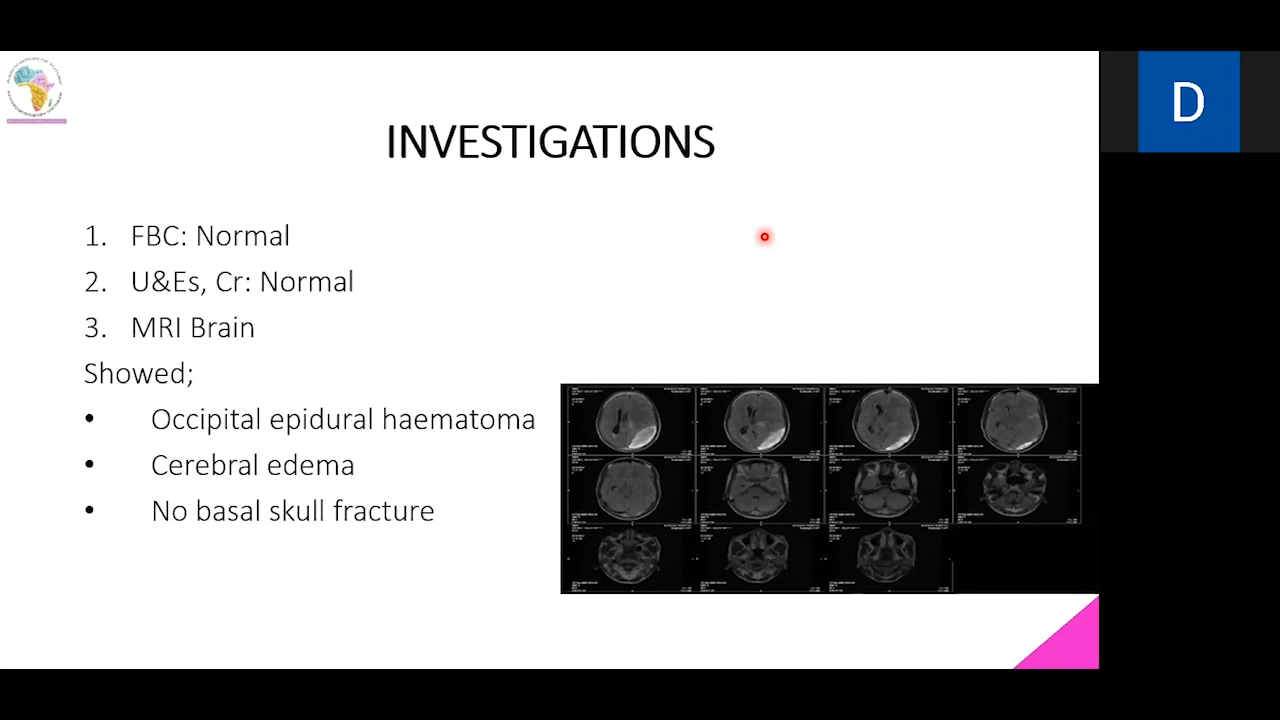 INVESTIGATIONS
1. FBC: Normal
2. U&Es, Cr: Normal
3. MRI Brain
Showed;
• Occipital epidural haematoma
• Cerebral edema
• No basal skull fracture
D